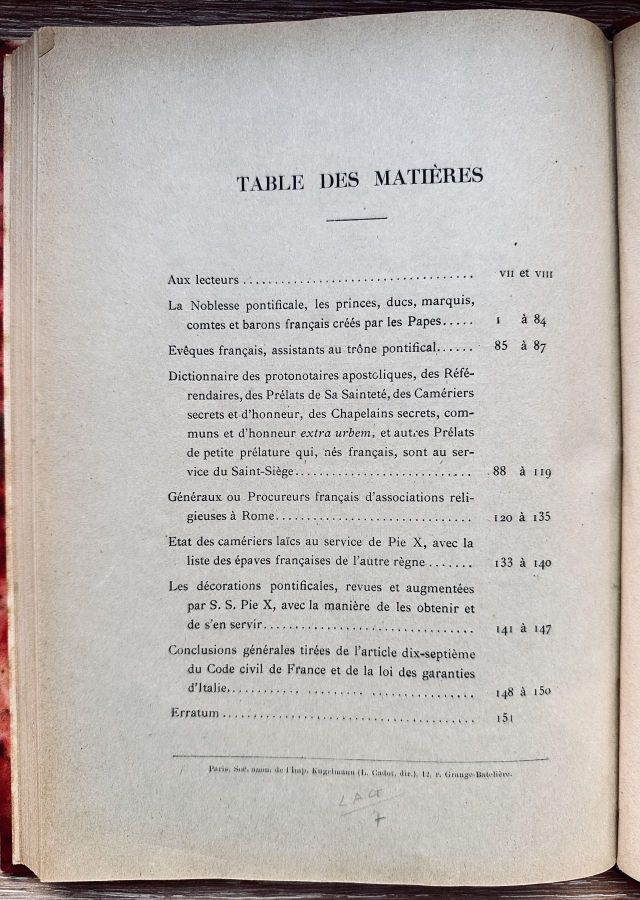 TABLE DES MATIÈRES
Aux lecteurs .................................... VII et VIII
La Noblesse pontificale, les princes, ducs, marquis,
comtes et barons français créés par les Papes..... 1 à 84
Evêques français, assistants au trône pontifical...... 85 à 87
Dictionnaire des protonotaires apostoliques, des Réfé-
rendaires, des Prélats de Sa Sainteté, des Camériers
secrets et d'honneur, des Chapelains secrets, com-
muns et d'honneur extra urbem, et autres Prélats
de petite prélature qui, nés français, sont au ser-
vice du Saint-Siège............................ 88 à 119
Généraux ou Procureurs français d'associations reli-
gieuses à Rome............................... 120 à 135
Etat des camériers laïcs au service de Pie X, avec la
liste des épaves françaises de l'autre règne ....... 133 à 140
Les décorations pontificales, revues et augmentées
par S. S. Pie X, avec la manière de les obtenir et
de s'en servir................................. 141 à 147
Conclusions générales tirées de l'article dix-septième
du Code civil de France et de la loi des garanties
d'Italie....................................... 148 à 150
Erratum ........................................ 151
Paris. Soc. anon. de l'Imp. Kugelmann (L. Cadot, dir.), 12, r. Grange-Batelière.
7